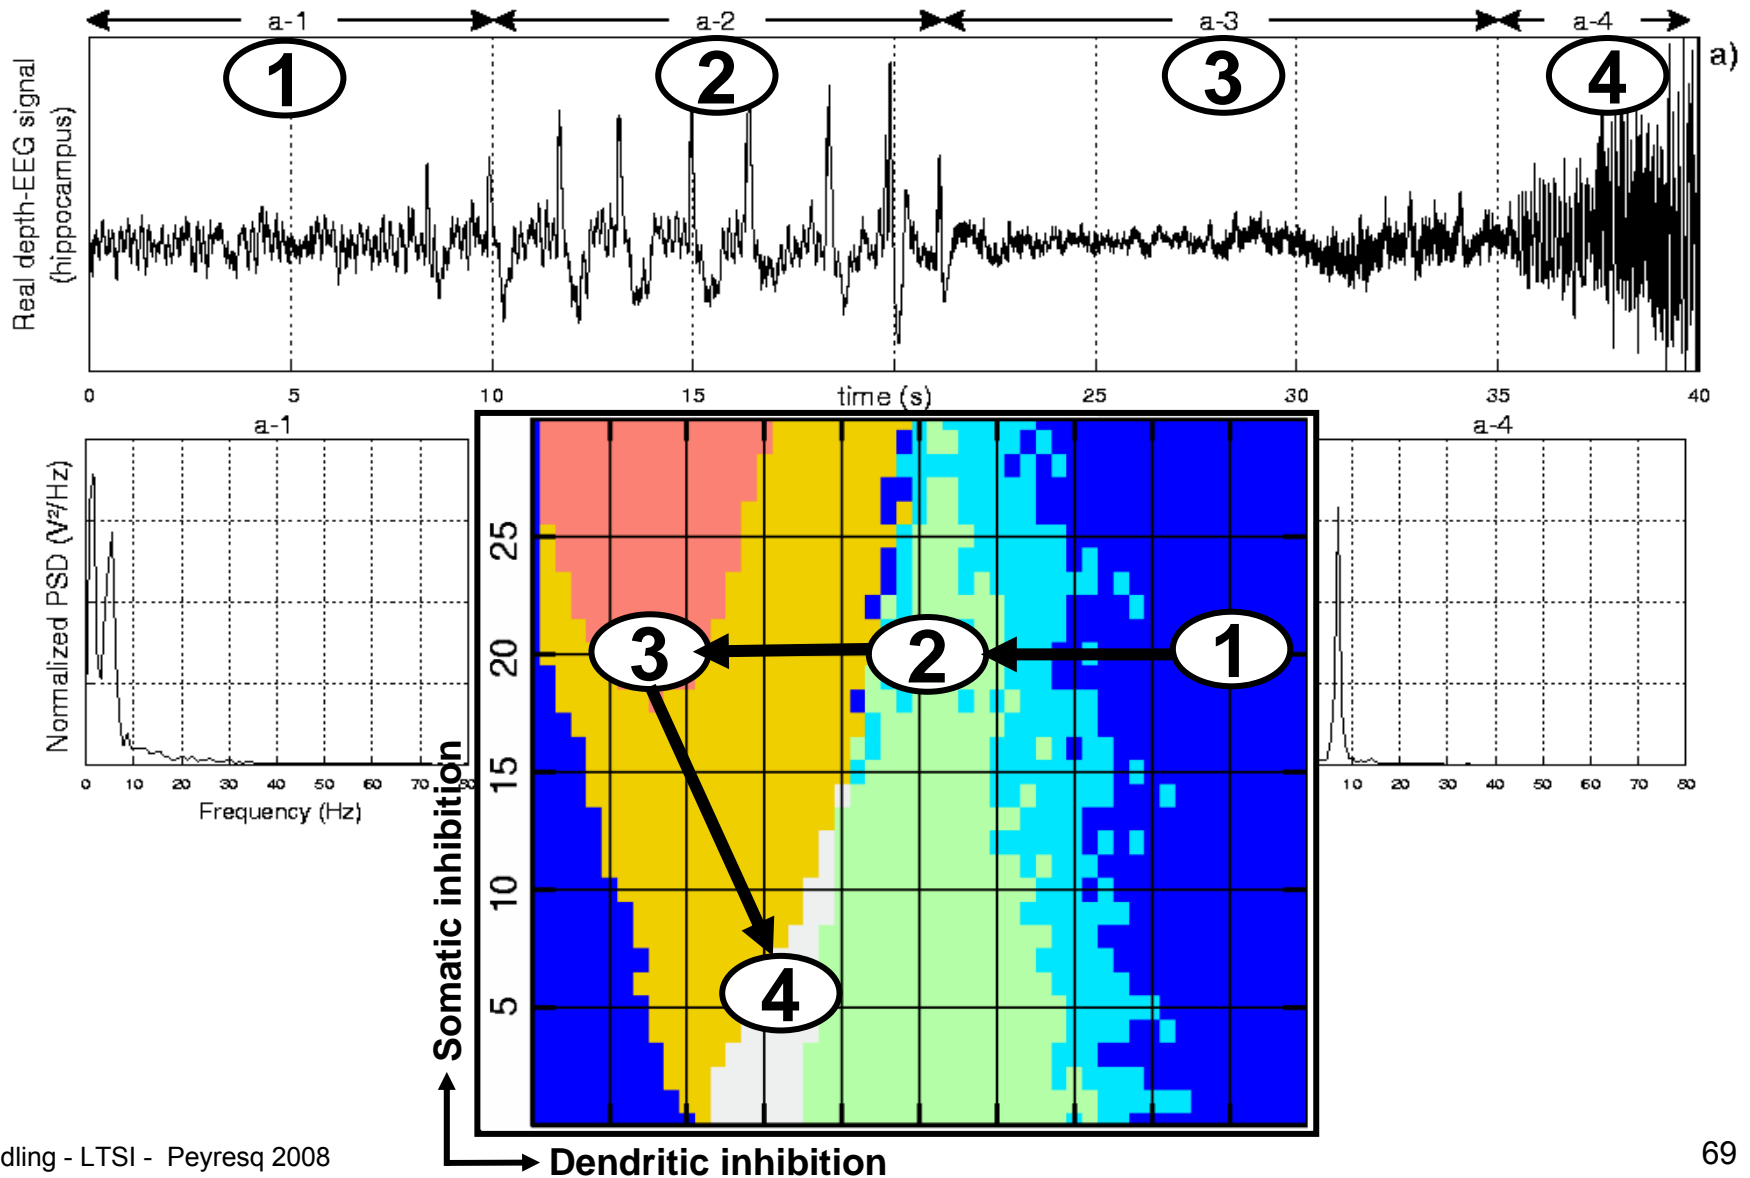 a-1 a-2 a-3 a-4
1 2 3 4 a)
Real depth-EEG signal
(hippocampus)
0 5 10 15 time (s) 25 30 35 40
a-1 a-4
Normalized PSD (V²/Hz)
0 10 20 30 40 50 60 70 80
Frequency (Hz)
25
20
15
10
5
3 2 1
4
10 20 30 40 50 60 70 80
Somatic inhibition
Dendritic inhibition
dling - LTSI - Peyresq 2008
69